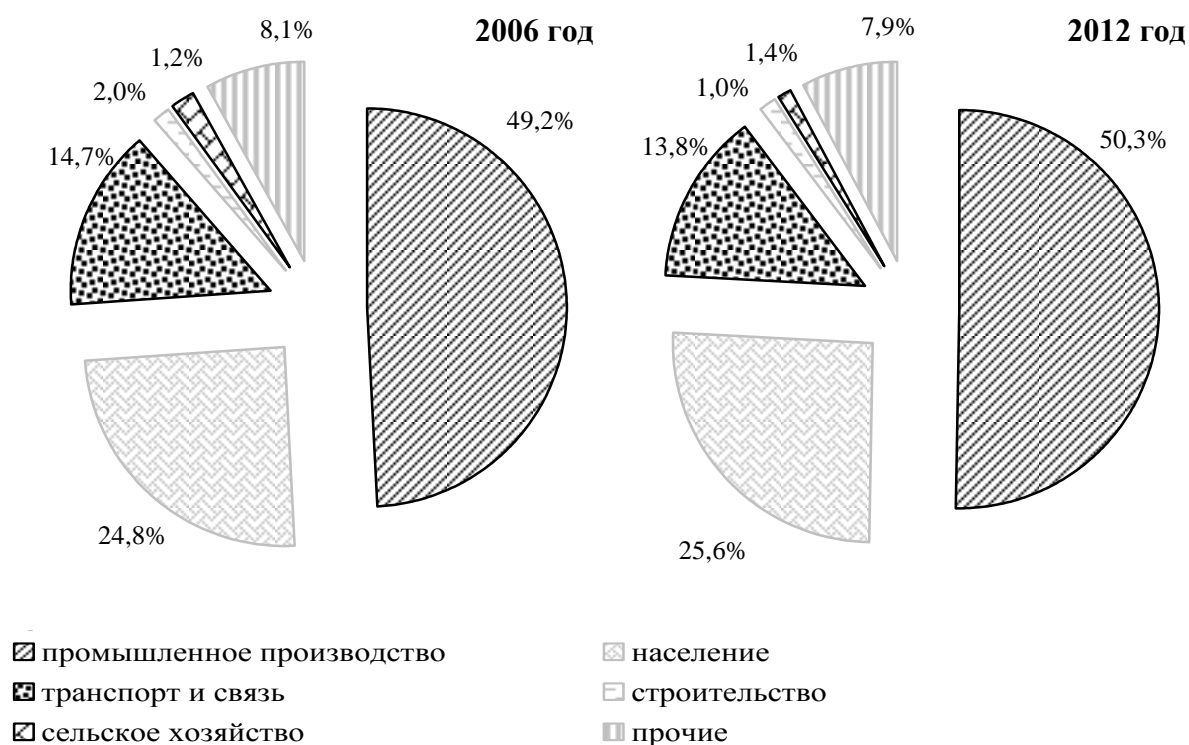 2006 год
8,1%
1,2%
2,0%
14,7%
49,2%
24,8%
2012 год
7,9%
1,4%
1,0%
13,8%
50,3%
25,6%
промышленное производство
население
транспорт и связь
строительство
сельское хозяйство
прочие